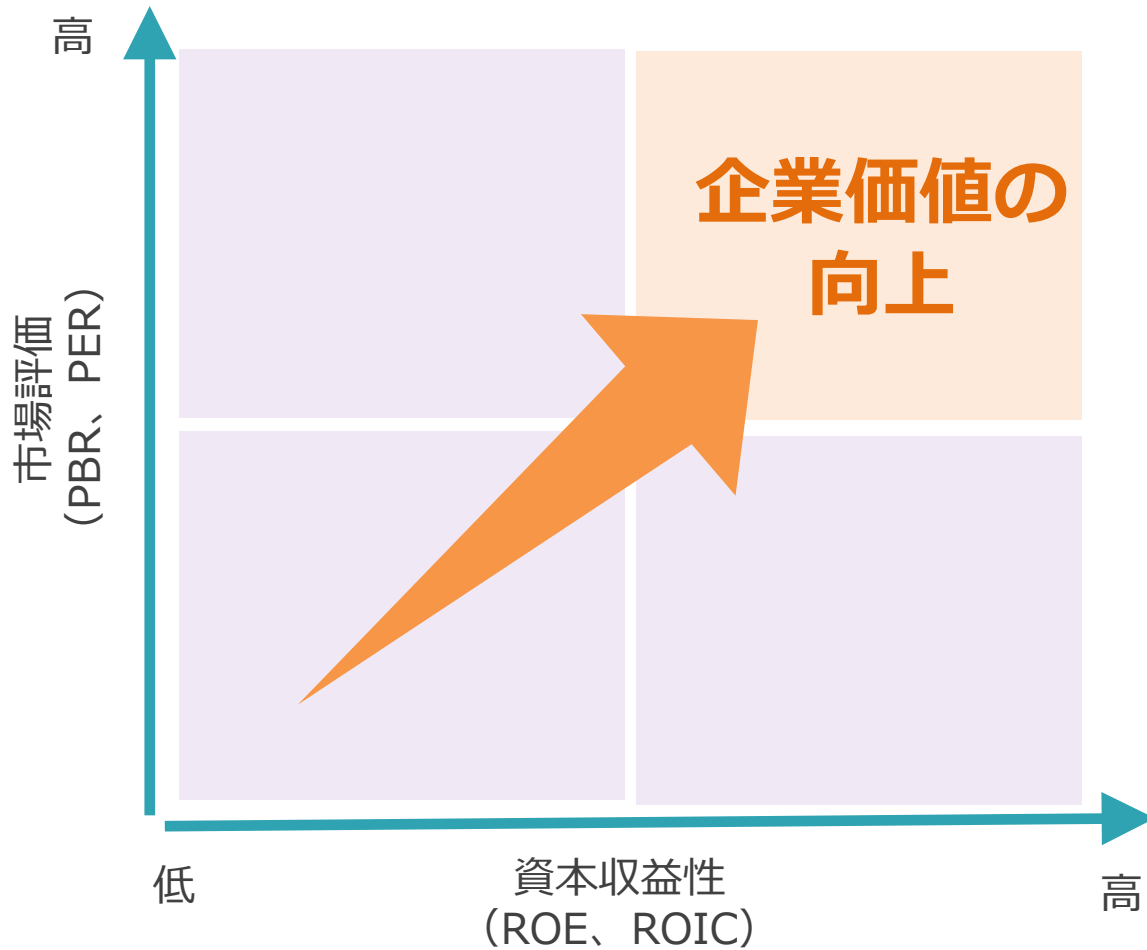 高
企業価値の
向上
市場評価
(PBR、PER)
低
資本収益性
（ROE、ROIC）
高